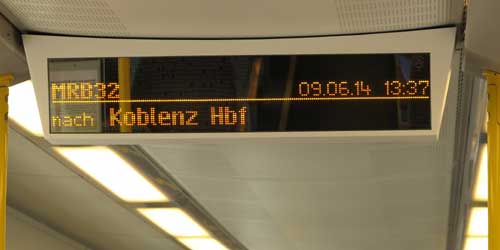 MRB32 09.06.14 13:37
nach Koblenz Hbf